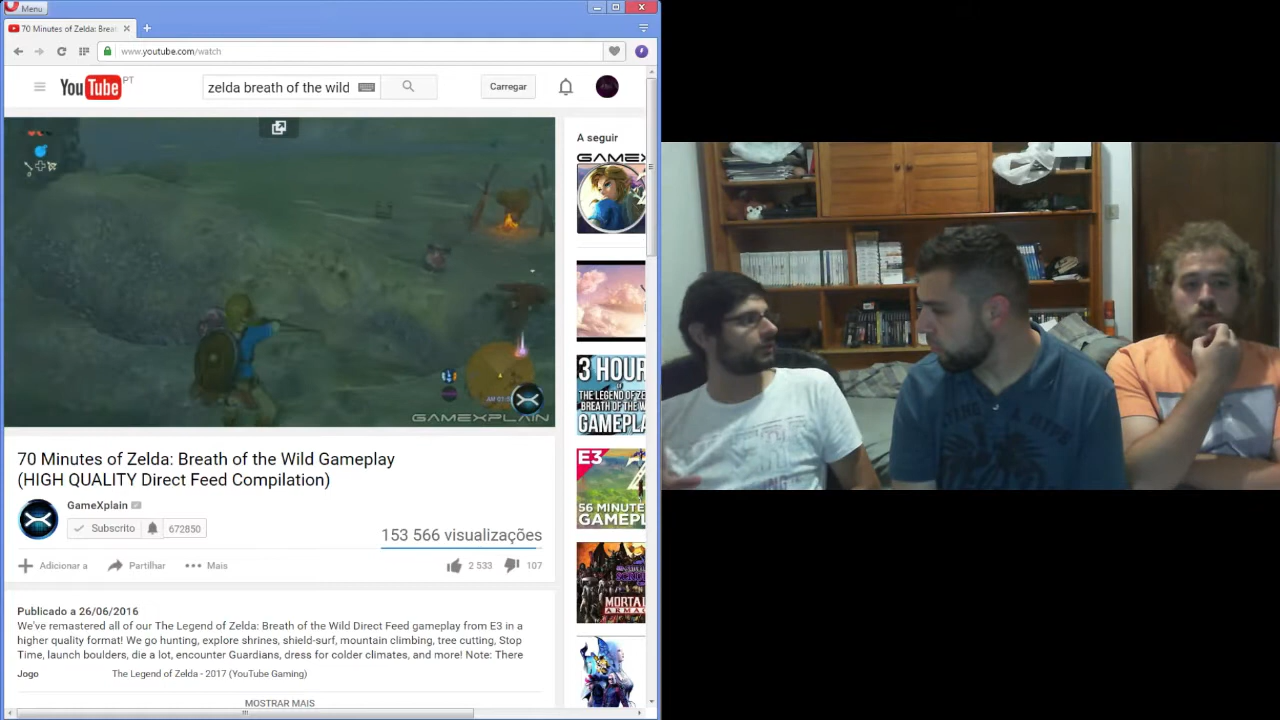 Menu
70 Minutes of Zelda: Brea
www.youtube.com/watch
YouTube PT
zelda breath of the wild
Carregar
A seguir
GAMEX
GAMEXPLAIN
3 HOUR
OF
THE LEGEND OF ZE
BREATH OF THE W
GAMEPLA
E3
56 MINUTE
GAMEPL
MORTA
ARMAG
70 Minutes of Zelda: Breath of the Wild Gameplay
(HIGH QUALITY Direct Feed Compilation)
GameXplain
Subscrito 672850
153 566 visualizações
Adicionar a Partilhar Mais 2 533 107
Publicado a 26/06/2016
We've remastered all of our The Legend of Zelda: Breath of the Wild Direct Feed gameplay from E3 in a
higher quality format! We go hunting, explore shrines, shield-surf, mountain climbing, tree cutting, Stop
Time, launch boulders, die a lot, encounter Guardians, dress for colder climates, and more! Note: There
Jogo The Legend of Zelda - 2017 (YouTube Gaming)
MOSTRAR MAIS